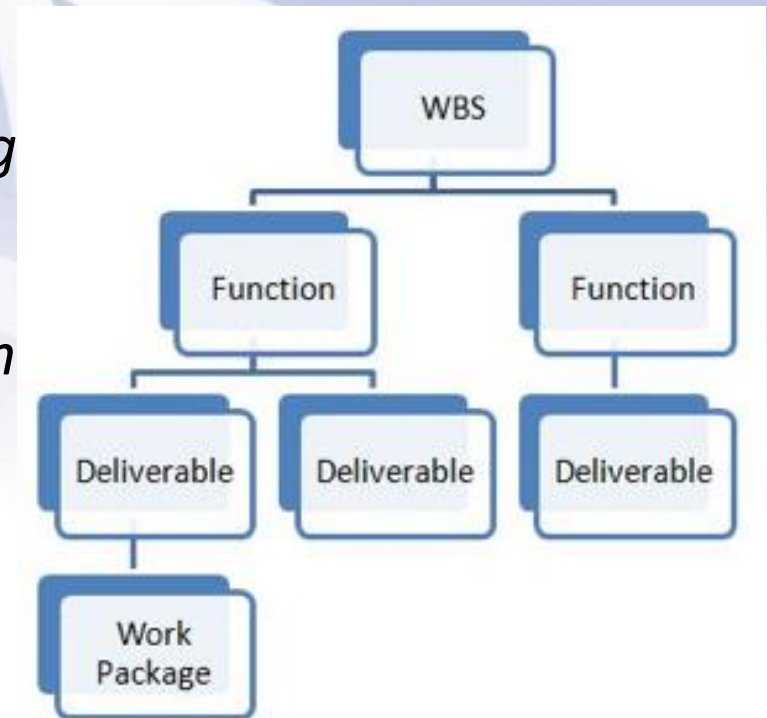 WBS
Function
Function
Deliverable
Deliverable
Deliverable
Work
Package